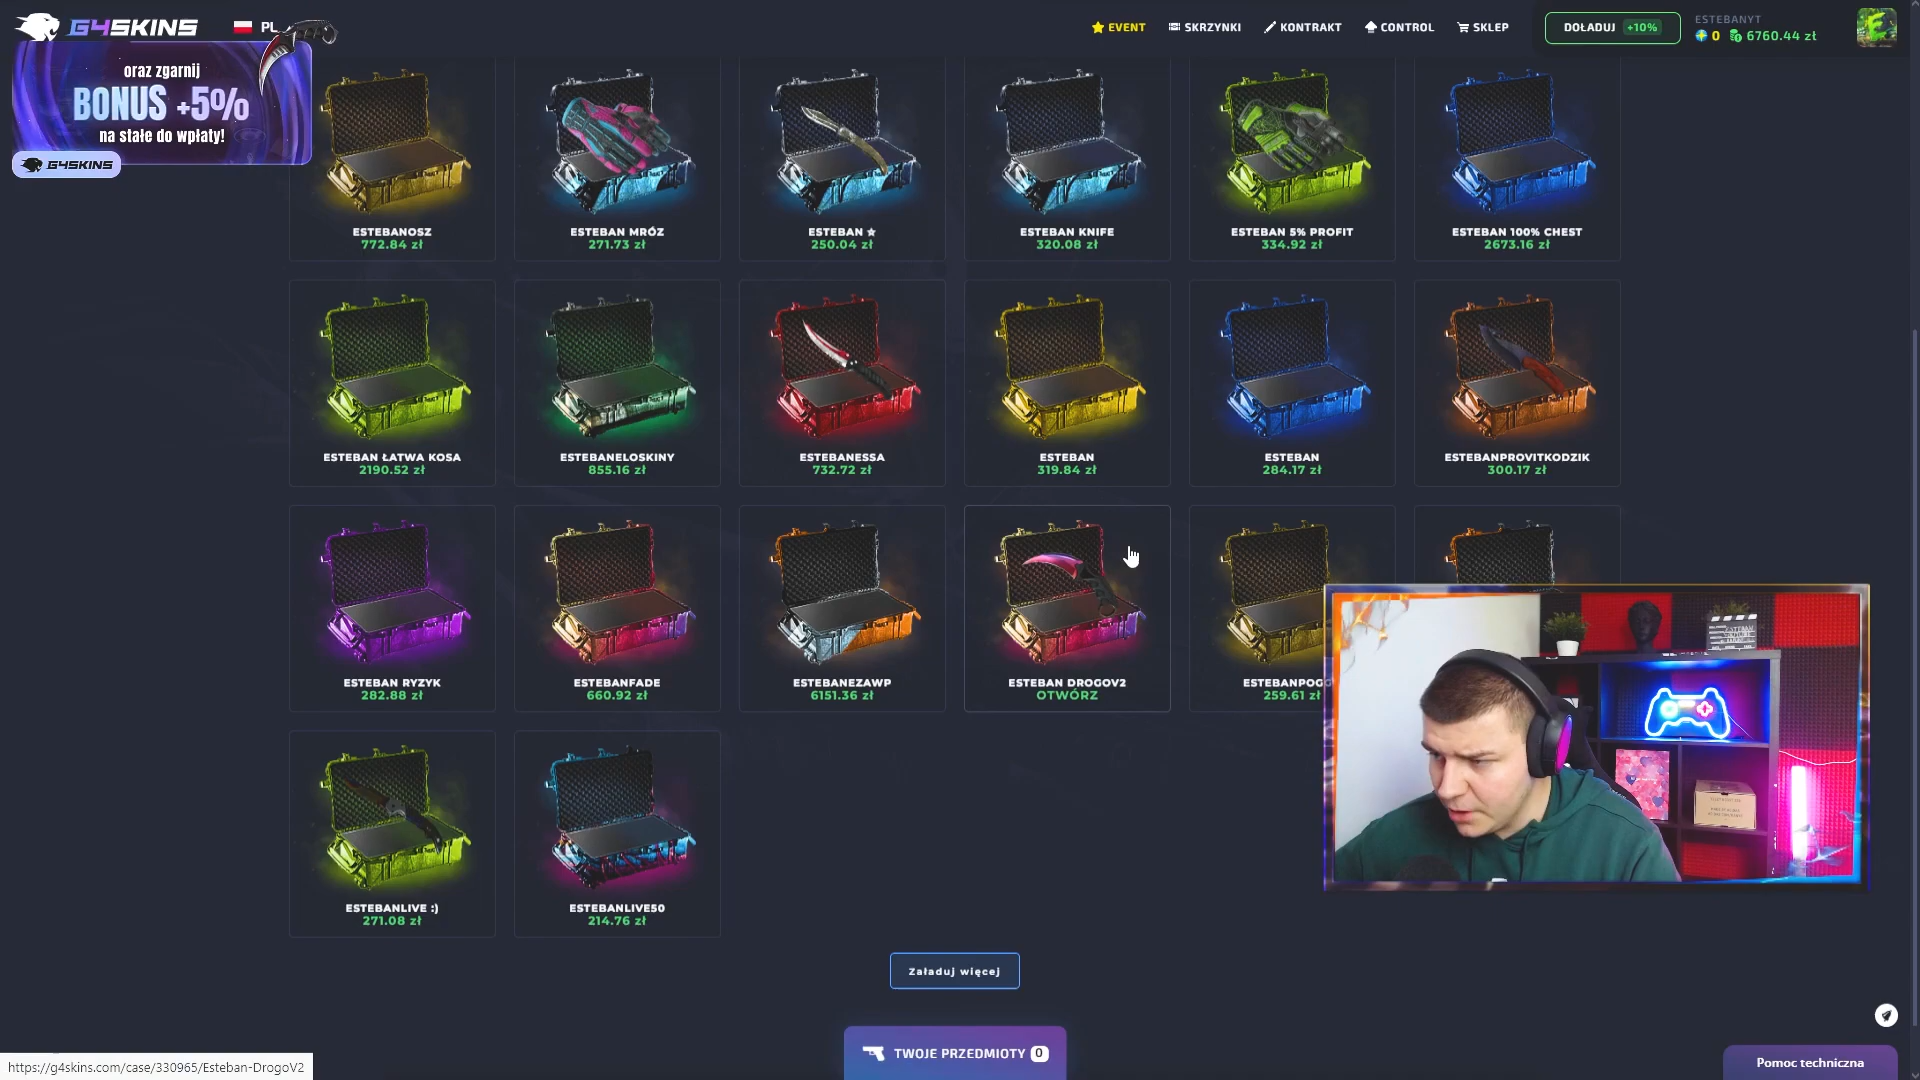 G4SKINS
PL
EVENT
SKRZYNKI
KONTRAKT
CONTROL
SKLEP
DOŁADUJ +10%
ESTEBANYT
0 6760.44 zł
oraz zgarnij
BONUS +5%
na stałe do wpłaty!
G4SKINS
ESTEBANOSZ
772.84 zł
ESTEBAN MRÓZ
271.73 zł
ESTEBAN ★
250.04 zł
ESTEBAN KNIFE
320.08 zł
ESTEBAN 5% PROFIT
334.92 zł
ESTEBAN 100% CHEST
2673.16 zł
ESTEBAN ŁATWA KOSA
2190.52 zł
ESTEBANELOSKINY
855.16 zł
ESTEBANESSA
732.72 zł
ESTEBAN
319.84 zł
ESTEBAN
284.17 zł
ESTEBANPROVITKODZIK
300.17 zł
ESTEBAN RYZYK
282.88 zł
ESTEBANFADE
660.92 zł
ESTEBANEZAWP
6151.36 zł
ESTEBAN DROGOV2
OTWÓRZ
259.61 zł
ESTEBANLIVE :)
271.08 zł
ESTEBANLIVE50
214.76 zł
Załaduj więcej
TWOJE PRZEDMIOTY 0
Pomoc techniczna
https://g4skins.com/case/330965/Esteban-DrogoV2